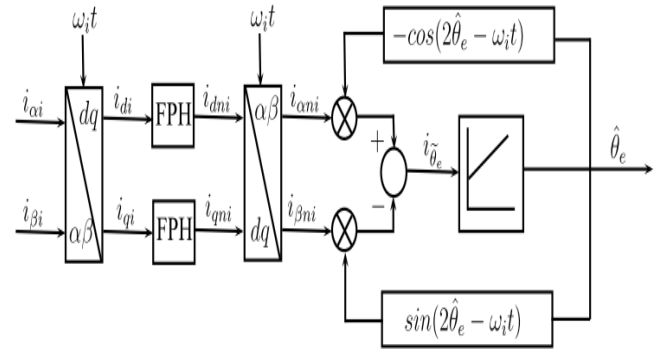 ω_i t
ω_i t
−cos(2θ̂_e − ω_i t)
i_αi
dq
i_di
FPH
i_dni
αβ
i_αni
+
i_θ̃_e
θ̂_e
−
i_βi
αβ
i_qi
FPH
i_qni
dq
i_βni
sin(2θ̂_e − ω_i t)